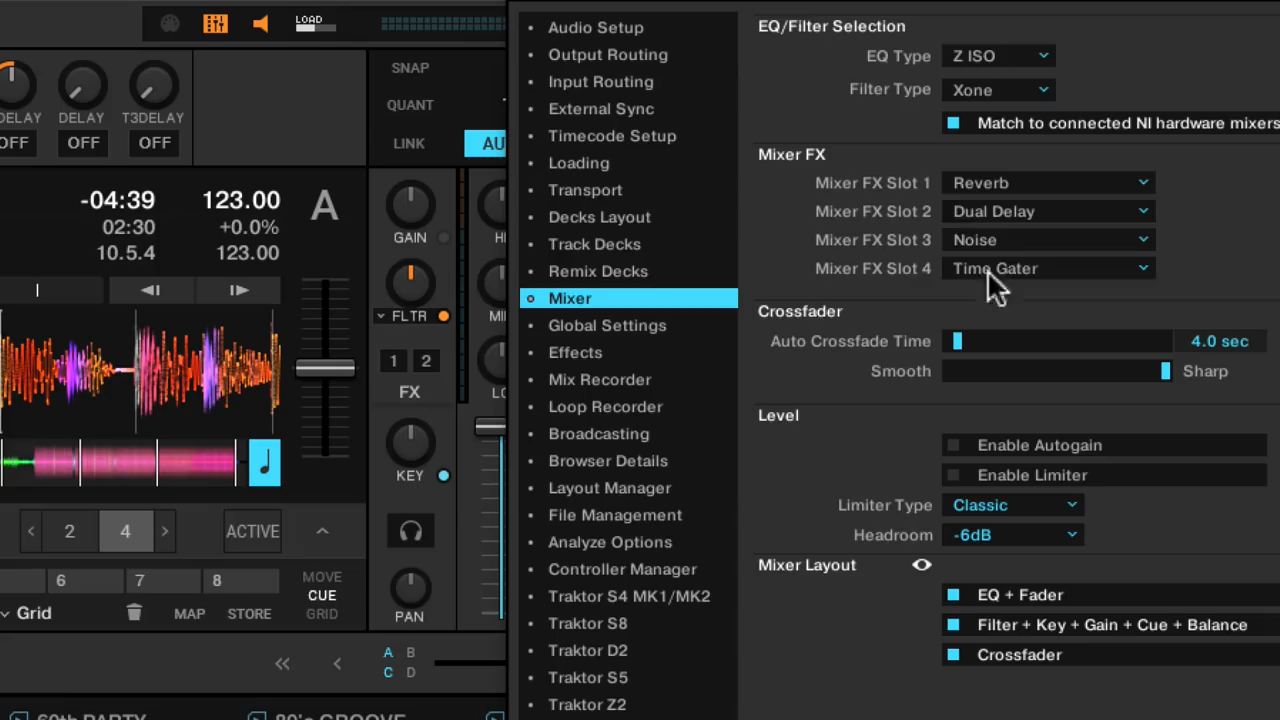 LOAD
DELAY
DELAY
T3DELAY
OFF
OFF
OFF
-04:39
123.00
A
02:30
+0.0%
10.5.4
123.00
2
4
ACTIVE
6
7
8
Grid
MAP
STORE
MOVE
CUE
GRID
SNAP
QUANT
LINK
AU
GAIN
FLTR
1
2
FX
KEY
PAN
A B
C D
60th PARTY
80's GROOVE
Audio Setup
Output Routing
Input Routing
External Sync
Timecode Setup
Loading
Transport
Decks Layout
Track Decks
Remix Decks
Mixer
Global Settings
Effects
Mix Recorder
Loop Recorder
Broadcasting
Browser Details
Layout Manager
File Management
Analyze Options
Controller Manager
Traktor S4 MK1/MK2
Traktor S8
Traktor D2
Traktor S5
Traktor Z2
EQ/Filter Selection
EQ Type Z ISO
Filter Type Xone
Match to connected NI hardware mixers
Mixer FX
Mixer FX Slot 1 Reverb
Mixer FX Slot 2 Dual Delay
Mixer FX Slot 3 Noise
Mixer FX Slot 4 Time Gater
Crossfader
Auto Crossfade Time 4.0 sec
Smooth Sharp
Level
Enable Autogain
Enable Limiter
Limiter Type Classic
Headroom -6dB
Mixer Layout
EQ + Fader
Filter + Key + Gain + Cue + Balance
Crossfader